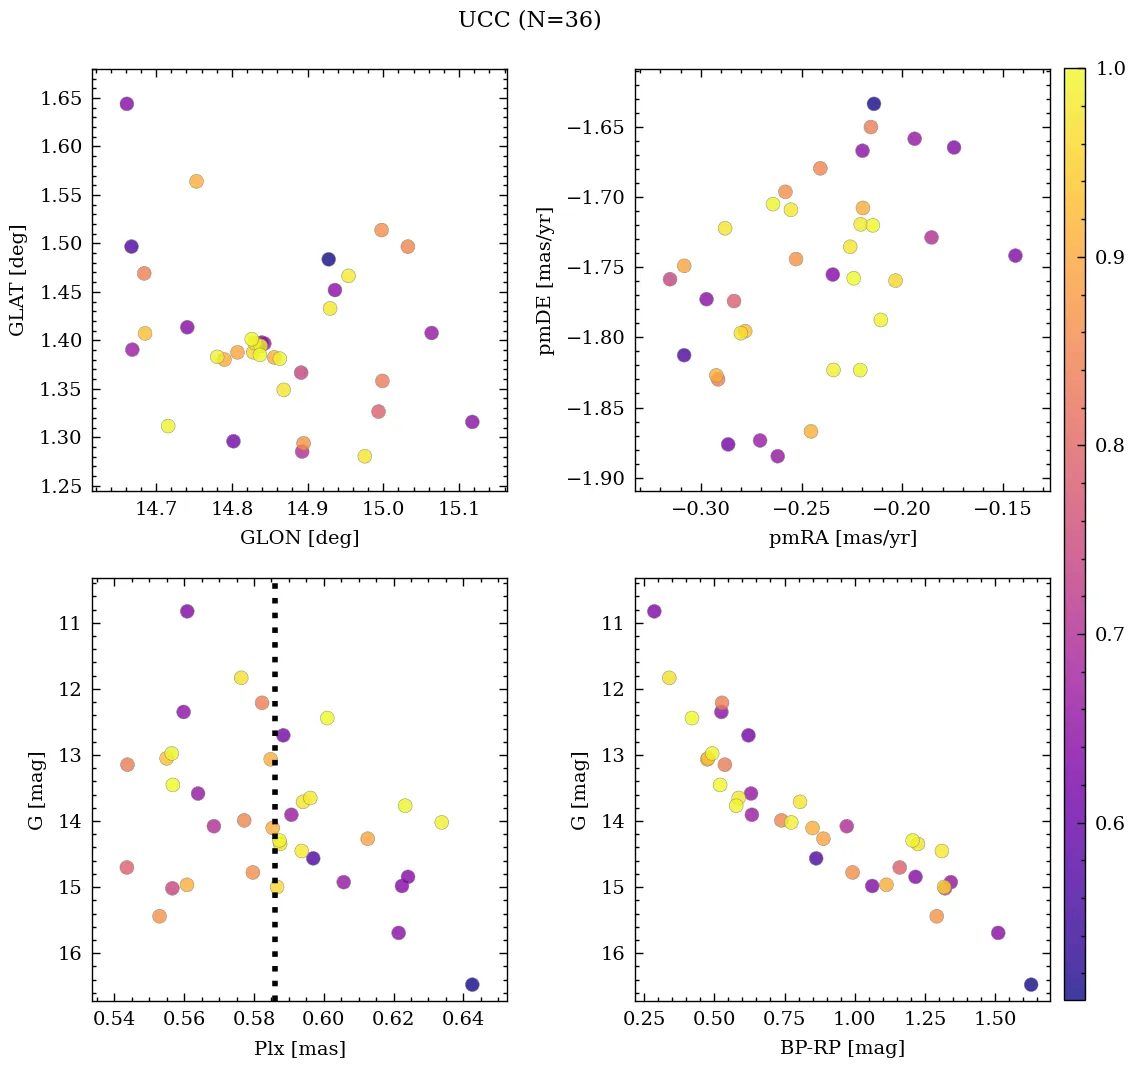 UCC (N=36)
1.65
1.60
1.55
1.50
1.45
1.40
1.35
1.30
1.25
GLAT [deg]
14.7 14.8 14.9 15.0 15.1
GLON [deg]
−1.65
−1.70
−1.75
−1.80
−1.85
−1.90
pmDE [mas/yr]
−0.30 −0.25 −0.20 −0.15
pmRA [mas/yr]
1.0
0.9
0.8
0.7
0.6
11
12
13
14
15
16
G [mag]
0.54 0.56 0.58 0.60 0.62 0.64
Plx [mas]
11
12
13
14
15
16
G [mag]
0.25 0.50 0.75 1.00 1.25 1.50
BP-RP [mag]